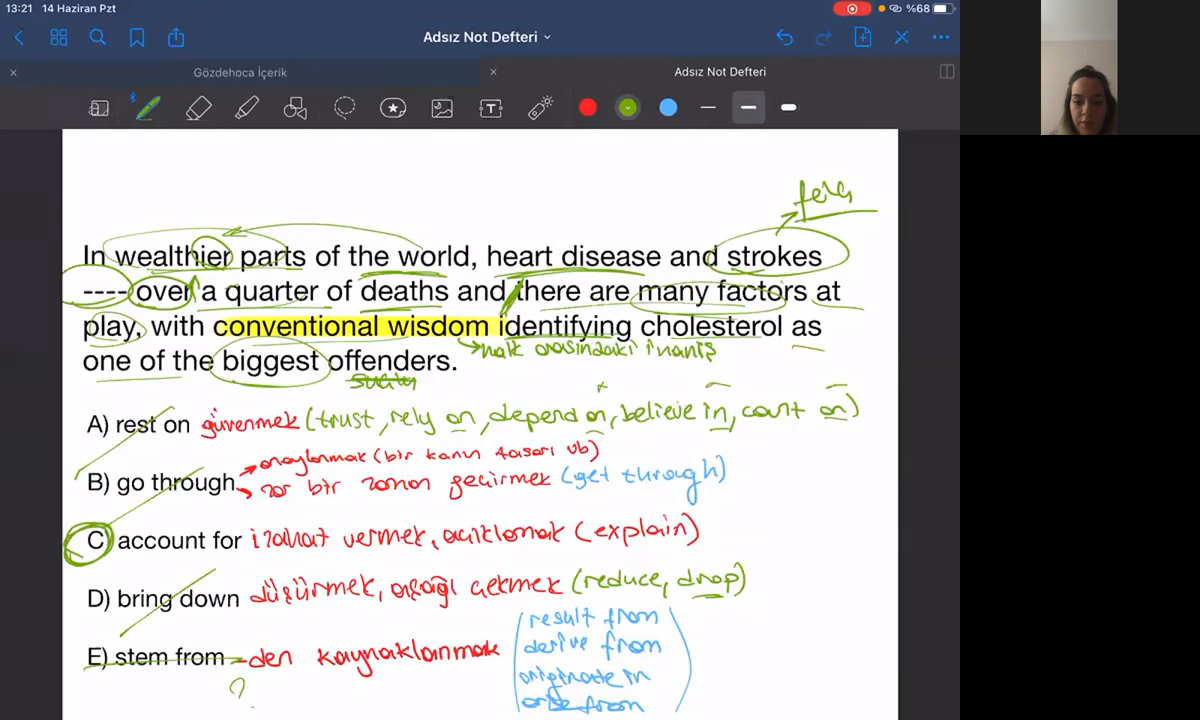 13:21 14 Haziran Pzt
%68
Adsız Not Defteri
Gözdehoca İçerik
Adsız Not Defteri
felç
In wealthier parts of the world, heart disease and strokes
---- over a quarter of deaths and there are many factors at
play, with conventional wisdom identifying cholesterol as
halk arasındaki inanış
one of the biggest offenders.
suçlu
A) rest on güvenmek (trust, rely on, depend on, believe in, count on)
onaylanmak (bir kanun tasarı vb)
B) go through zor bir zaman geçirmek (get through)
C) account for izahat vermek, açıklamak (explain)
D) bring down düşürmek, aşağı çekmek (reduce, drop)
E) stem from -den kaynaklanmak
result from
derive from
originate in
arise from
?